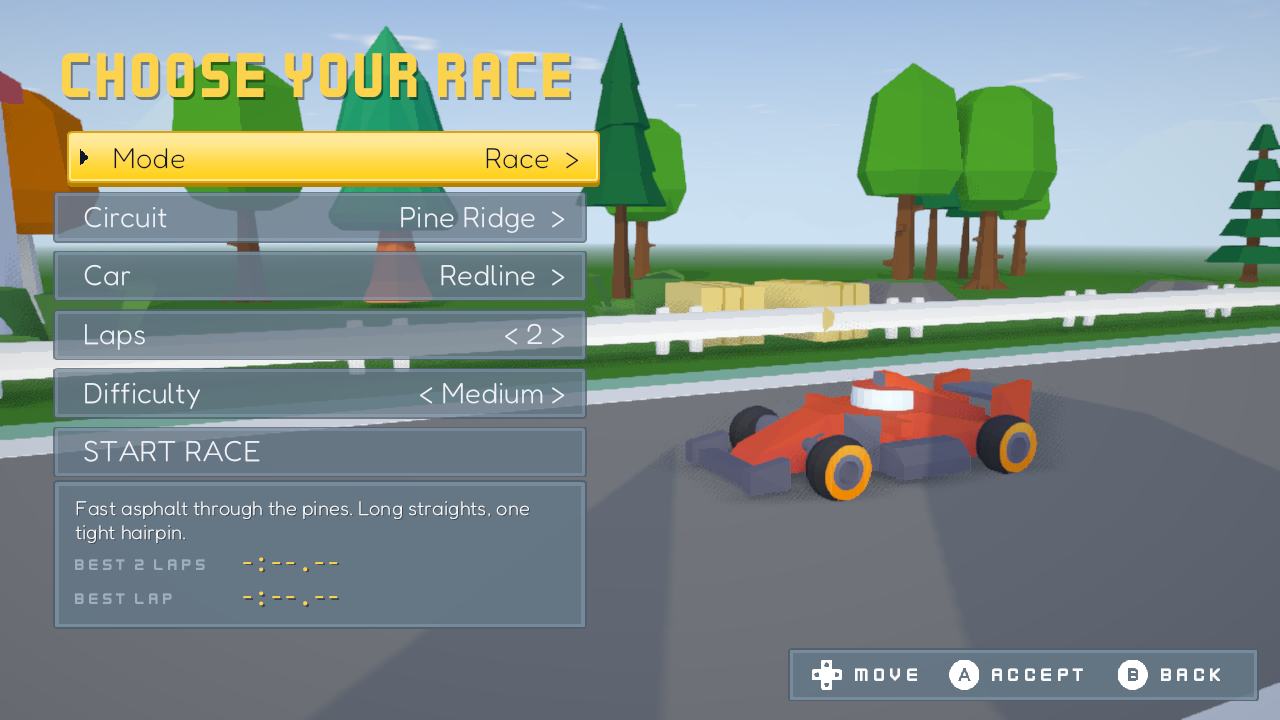 CHOOSE YOUR RACE
Mode Race >
Circuit Pine Ridge >
Car Redline >
Laps < 2 >
Difficulty < Medium >
START RACE
Fast asphalt through the pines. Long straights, one
tight hairpin.
BEST 2 LAPS -:--.--
BEST LAP -:--.--
MOVE A ACCEPT B BACK